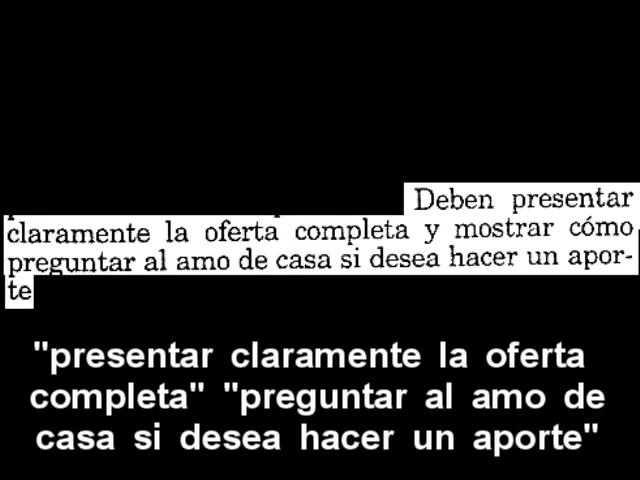 Deben presentar
claramente la oferta completa y mostrar cómo
preguntar al amo de casa si desea hacer un apor-
te
"presentar claramente la oferta
completa" "preguntar al amo de
casa si desea hacer un aporte"